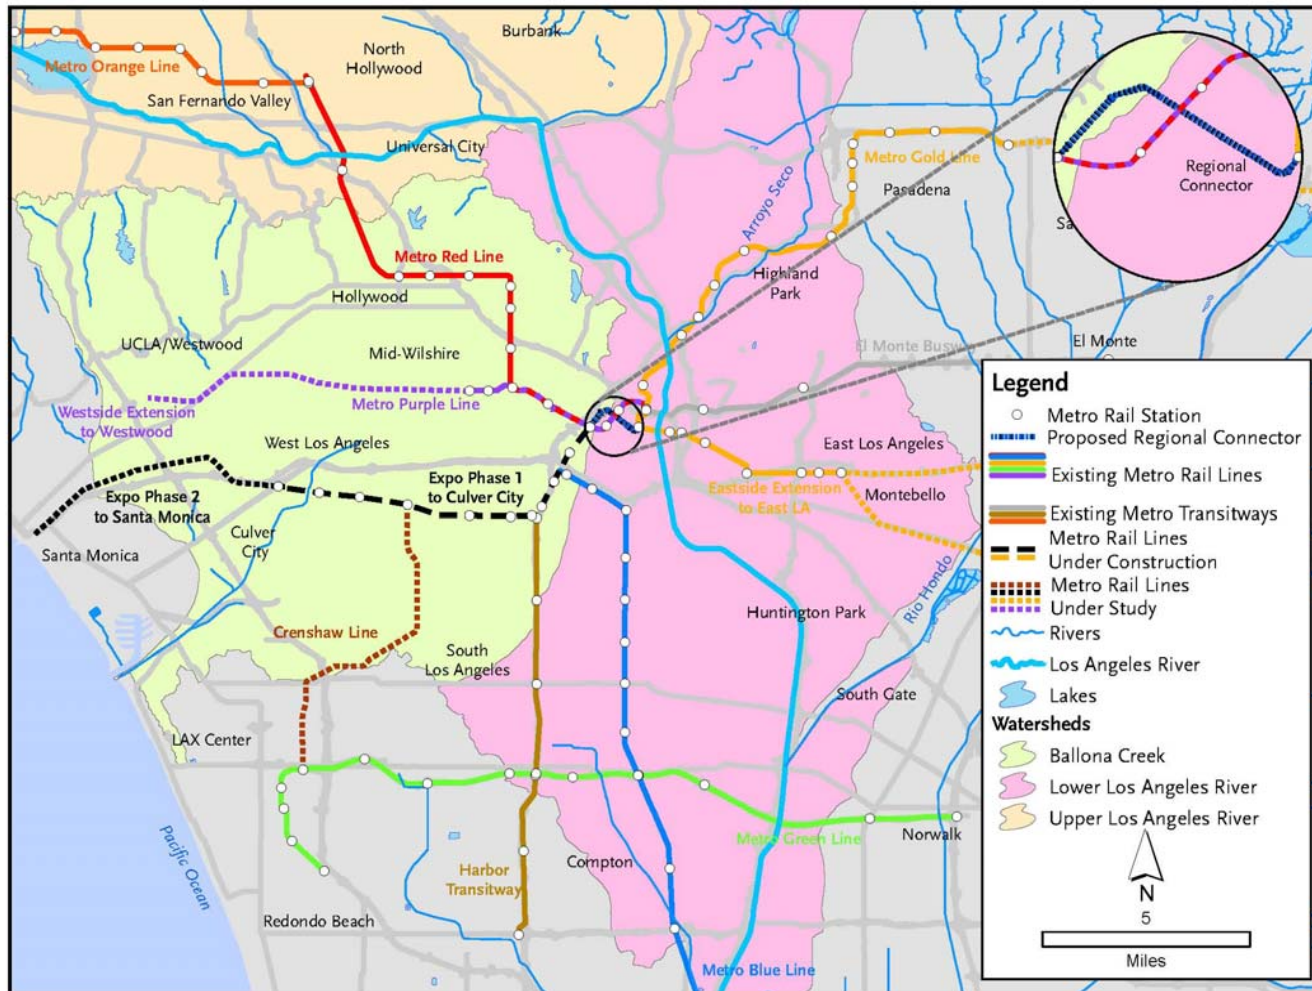 Burbank
North
Hollywood
Metro Orange Line
San Fernando Valley
Universal City
Metro Gold Line
Pasadena
Arroyo Seco
Regional
Connector
Sa
Metro Red Line
Hollywood
Highland
Park
UCLA/Westwood
Mid-Wilshire
El Monte Busw
El Monte
Metro Purple Line
Westside Extension
to Westwood
West Los Angeles
East Los Angeles
Expo Phase 1
to Culver City
Expo Phase 2
to Santa Monica
Eastside Extension
to East LA
Montebello
Culver
City
Santa Monica
Rio Hondo
Huntington Park
Crenshaw Line
South
Los Angeles
South Gate
LAX Center
Metro Green Line
Norwalk
Pacific Ocean
Harbor
Transitway
Compton
Redondo Beach
Metro Blue Line
Legend
Metro Rail Station
Proposed Regional Connector
Existing Metro Rail Lines
Existing Metro Transitways
Metro Rail Lines
Under Construction
Metro Rail Lines
Under Study
Rivers
Los Angeles River
Lakes
Watersheds
Ballona Creek
Lower Los Angeles River
Upper Los Angeles River
N
5
Miles